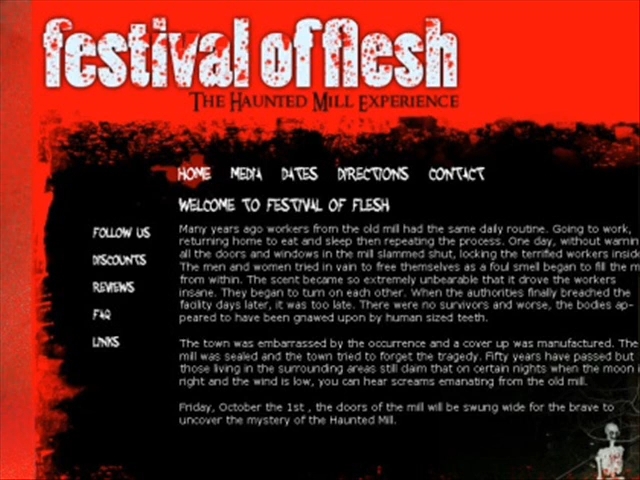 festival of flesh
The Haunted Mill Experience
HOME MEDIA DATES DIRECTIONS CONTACT
WELCOME TO FESTIVAL OF FLESH
FOLLOW US
DISCOUNTS
REVIEWS
FAQ
LINKS
Many years ago workers from the old mill had the same daily routine. Going to work,
returning home to eat and sleep then repeating the process. One day, without warnin
all the doors and windows in the mill slammed shut, locking the terrified workers inside
The men and women tried in vain to free themselves as a foul smell began to fill the m
from within. The scent became so extremely unbearable that it drove the workers
insane. They began to turn on each other. When the authorities finally breached the
facility days later, it was too late. There were no survivors and worse, the bodies ap-
peared to have been gnawed upon by human sized teeth.
The town was embarrassed by the occurrence and a cover up was manufactured. The
mill was sealed and the town tried to forget the tragedy. Fifty years have passed but
those living in the surrounding areas still claim that on certain nights when the moon i
right and the wind is low, you can hear screams emanating from the old mill.
Friday, October the 1st , the doors of the mill will be swung wide for the brave to
uncover the mystery of the Haunted Mill.